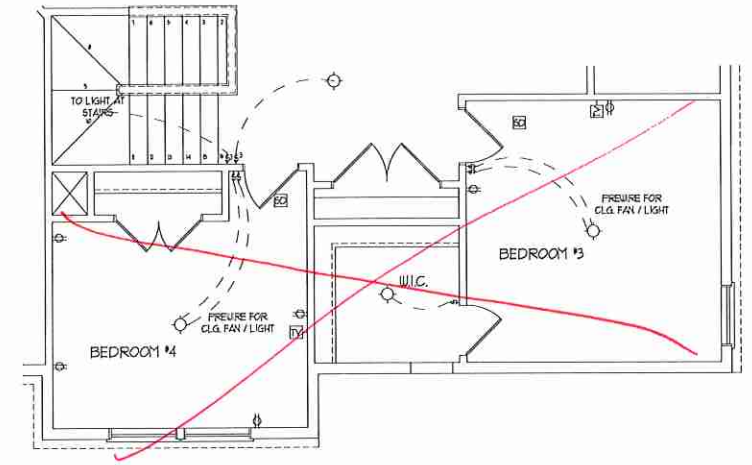 TO LIGHT AT
STAIRS
SD
SD
TV
PREWIRE FOR
CLG. FAN / LIGHT
BEDROOM #3
W.I.C.
PREWIRE FOR
CLG. FAN / LIGHT
TV
BEDROOM #4